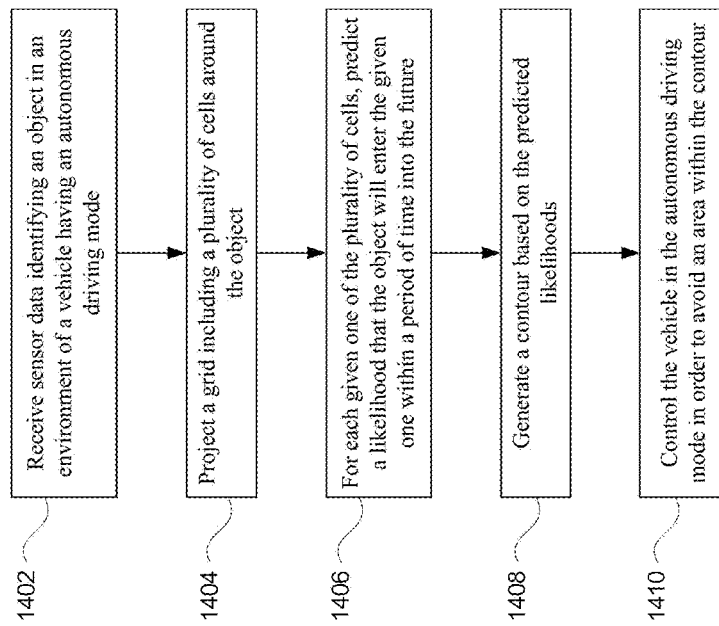 1402
Receive sensor data identifying an object in an
environment of a vehicle having an autonomous
driving mode
1404
Project a grid including a plurality of cells around
the object
1406
For each given one of the plurality of cells, predict
a likelihood that the object will enter the given
one within a period of time into the future
1408
Generate a contour based on the predicted
likelihoods
1410
Control the vehicle in the autonomous driving
mode in order to avoid an area within the contour